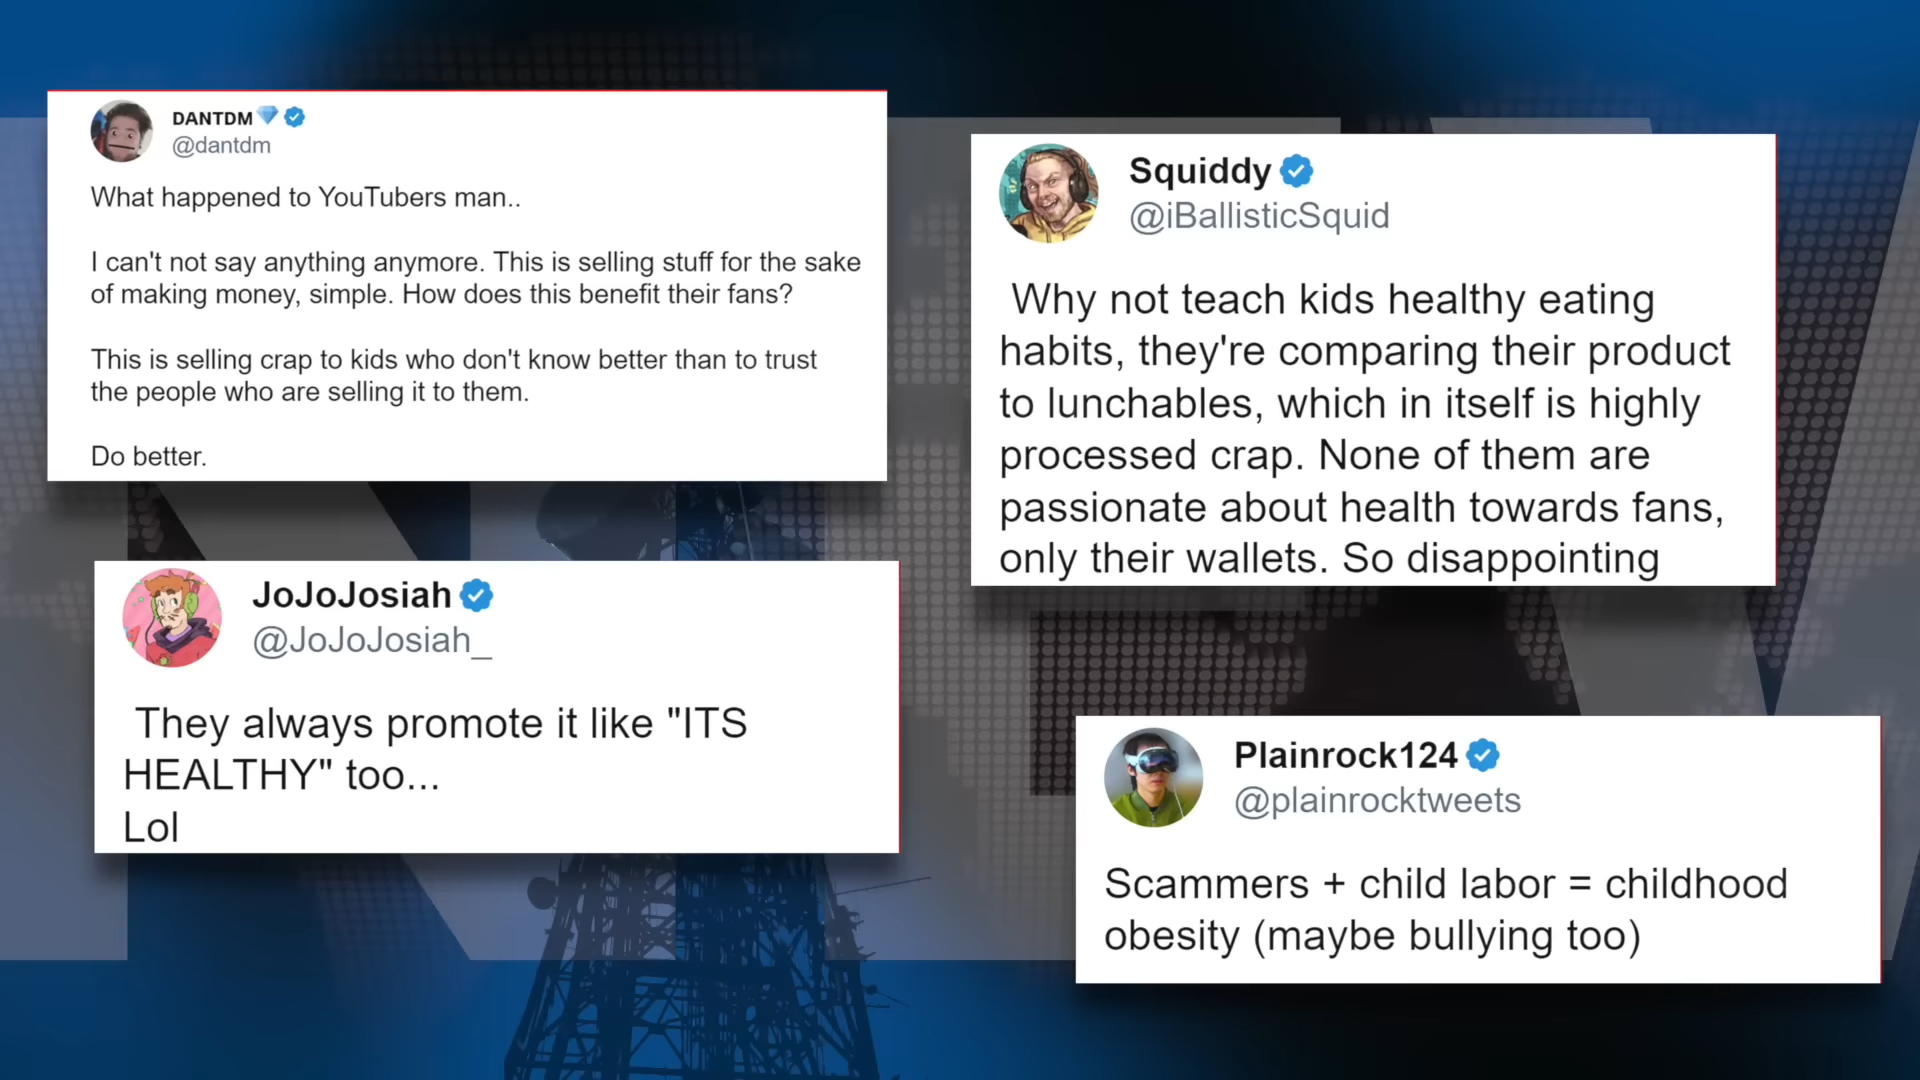 DANTDM💎
@dantdm
What happened to YouTubers man..
I can't not say anything anymore. This is selling stuff for the sake
of making money, simple. How does this benefit their fans?
This is selling crap to kids who don't know better than to trust
the people who are selling it to them.
Do better.
Squiddy
@iBallisticSquid
Why not teach kids healthy eating
habits, they're comparing their product
to lunchables, which in itself is highly
processed crap. None of them are
passionate about health towards fans,
only their wallets. So disappointing
JoJoJosiah
@JoJoJosiah_
They always promote it like "ITS
HEALTHY" too...
Lol
Plainrock124
@plainrocktweets
Scammers + child labor = childhood
obesity (maybe bullying too)